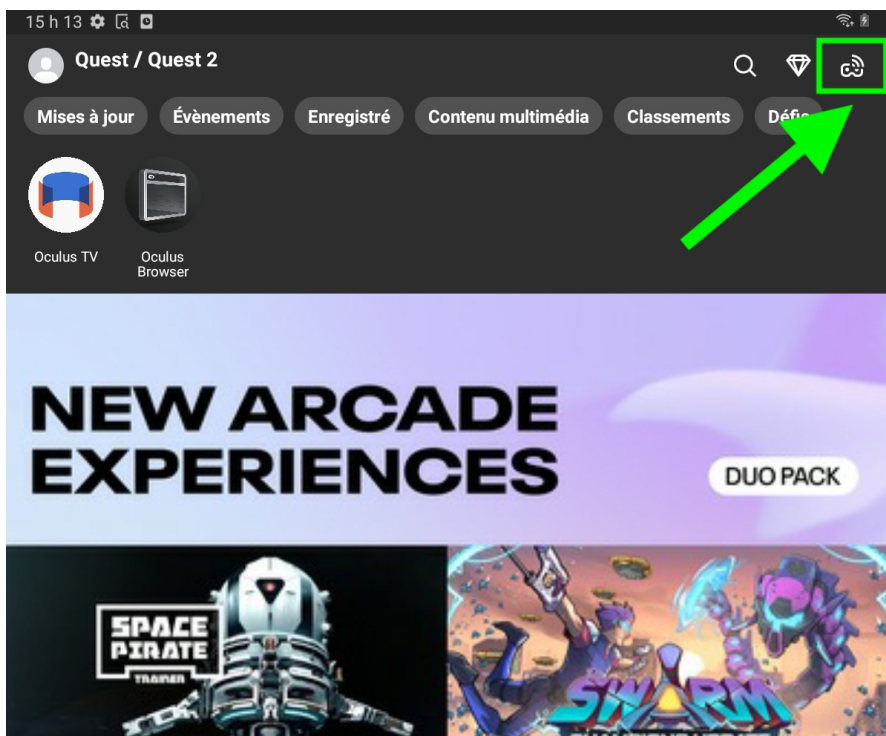 15 h 13
Quest / Quest 2
Mises à jour
Évènements
Enregistré
Contenu multimédia
Classements
Défis
Oculus TV
Oculus
Browser
NEW ARCADE
EXPERIENCES
DUO PACK
SPACE
PIRATE
TRAINER
SWARM